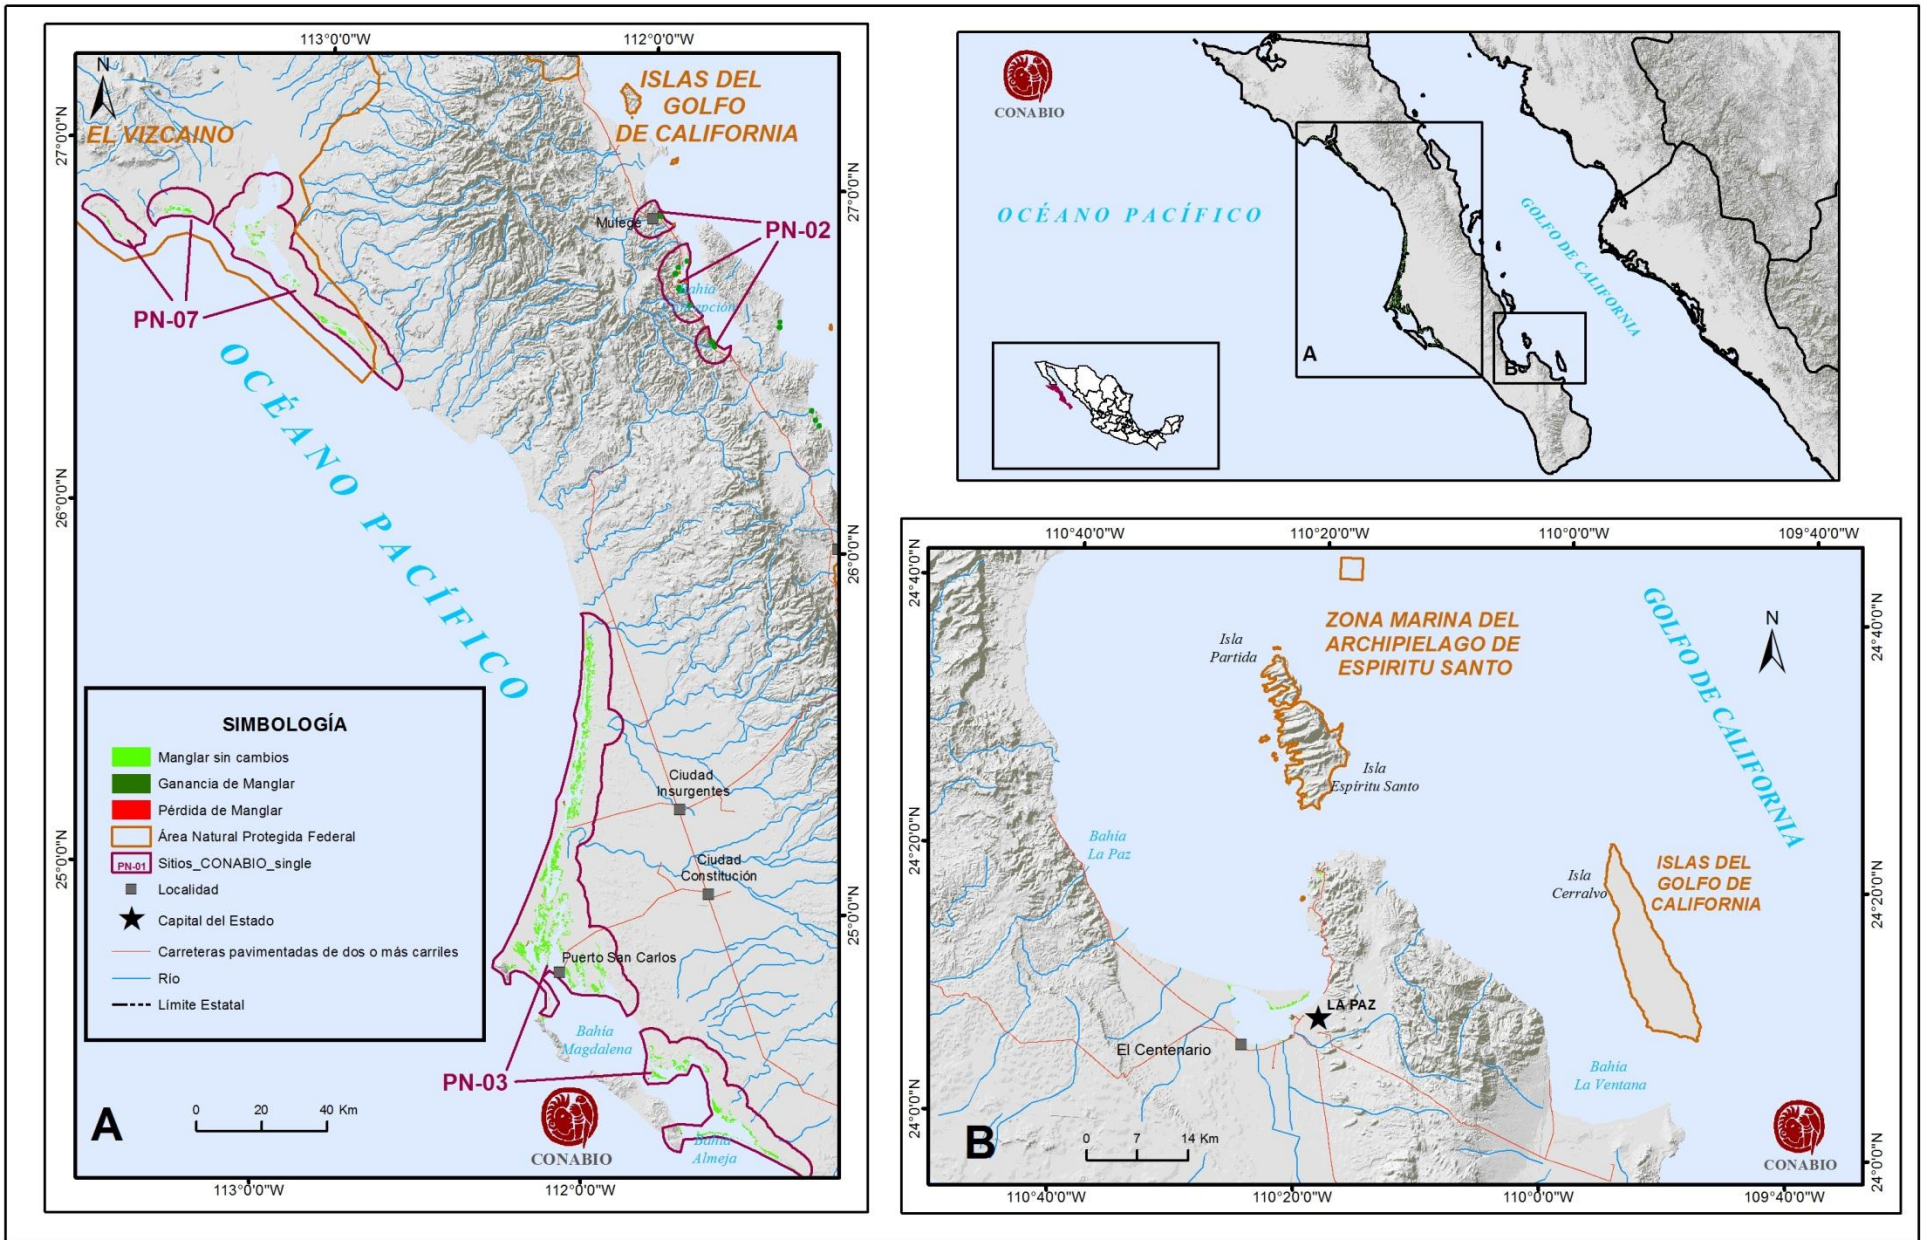 113°0'0"W
112°0'0"W
N
ISLAS DEL
GOLFO
DE CALIFORNIA
EL VIZCAINO
27°0'0"N
27°0'0"N
Mulegé
PN-02
Bahía
PN-07
OCÉANO PACÍFICO
26°0'0"N
26°0'0"N
SIMBOLOGÍA
Manglar sin cambios
Ganancia de Manglar
Pérdida de Manglar
Área Natural Protegida Federal
PN-01 Sitios_CONABIO_single
Localidad
Capital del Estado
Carreteras pavimentadas de dos o más carriles
Río
Límite Estatal
Ciudad
Insurgentes
Ciudad
Constitución
25°0'0"N
25°0'0"N
Puerto San Carlos
Bahía
Magdalena
PN-03
A
0 20 40 Km
CONABIO
Bahía
Almeja
113°0'0"W
112°0'0"W
CONABIO
OCÉANO PACÍFICO
GOLFO DE CALIFORNIA
A
B
110°40'0"W
110°20'0"W
110°0'0"W
109°40'0"W
24°40'0"N
24°40'0"N
ZONA MARINA DEL
ARCHIPIELAGO DE
ESPIRITU SANTO
Isla
Partida
N
GOLFO DE CALIFORNIA
Isla
Espíritu Santo
24°20'0"N
24°20'0"N
Bahía
La Paz
Isla
Cerralvo
ISLAS DEL
GOLFO DE
CALIFORNIA
LA PAZ
El Centenario
Bahía
La Ventana
24°0'0"N
24°0'0"N
B
0 7 14 Km
CONABIO
110°40'0"W
110°20'0"W
110°0'0"W
109°40'0"W